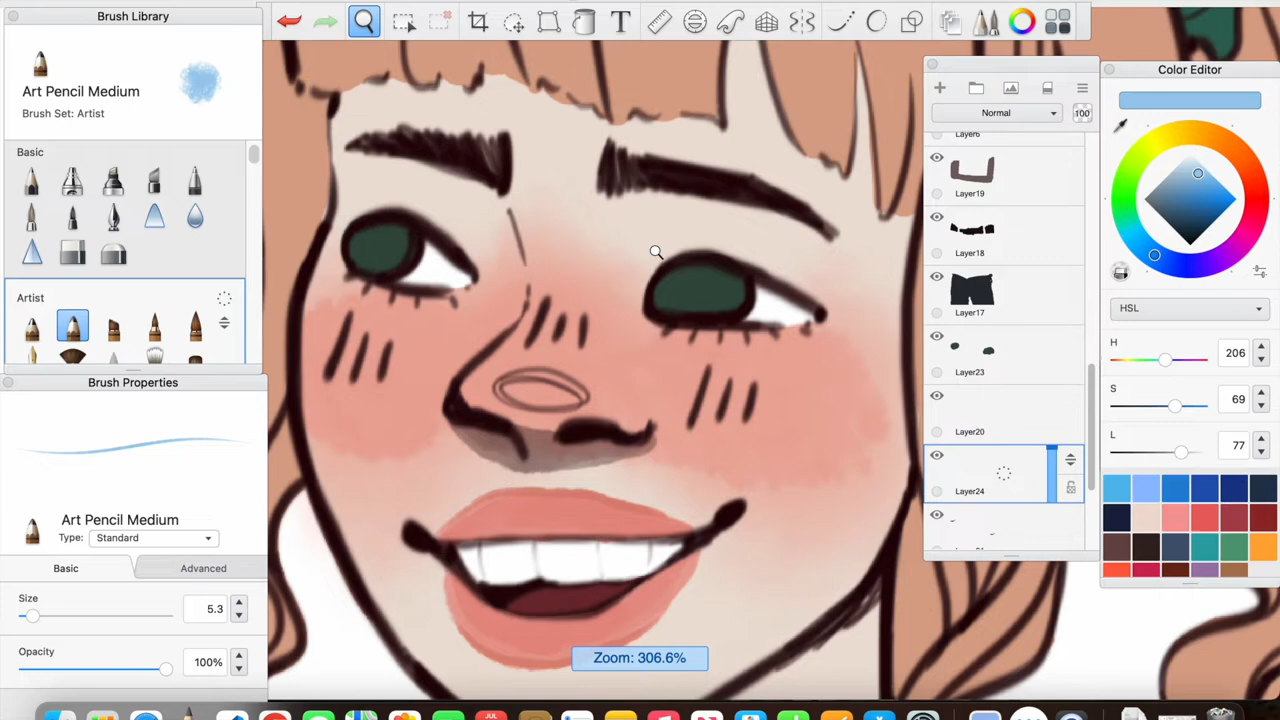 Brush Library
Art Pencil Medium
Brush Set: Artist
Basic
Artist
Brush Properties
Art Pencil Medium
Type: Standard
Basic
Advanced
Size
5.3
Opacity
100%
T
Zoom: 306.6%
Normal
100
Layer6
Layer19
Layer18
Layer17
Layer23
Layer20
Layer24
Color Editor
HSL
H
206
S
69
L
77
JUL